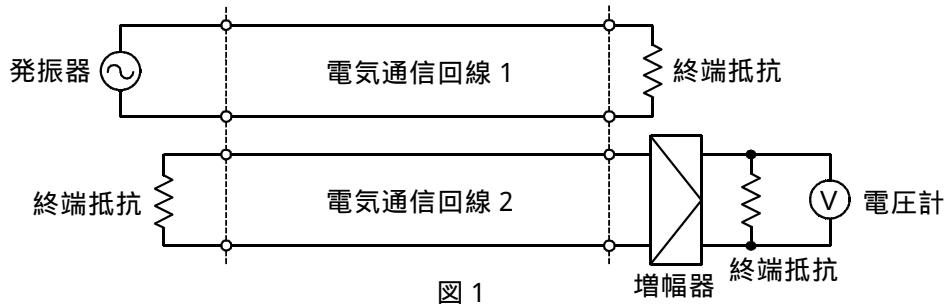 発振器
電気通信回線 1
終端抵抗
終端抵抗
電気通信回線 2
V
電圧計
増幅器
終端抵抗
図 1